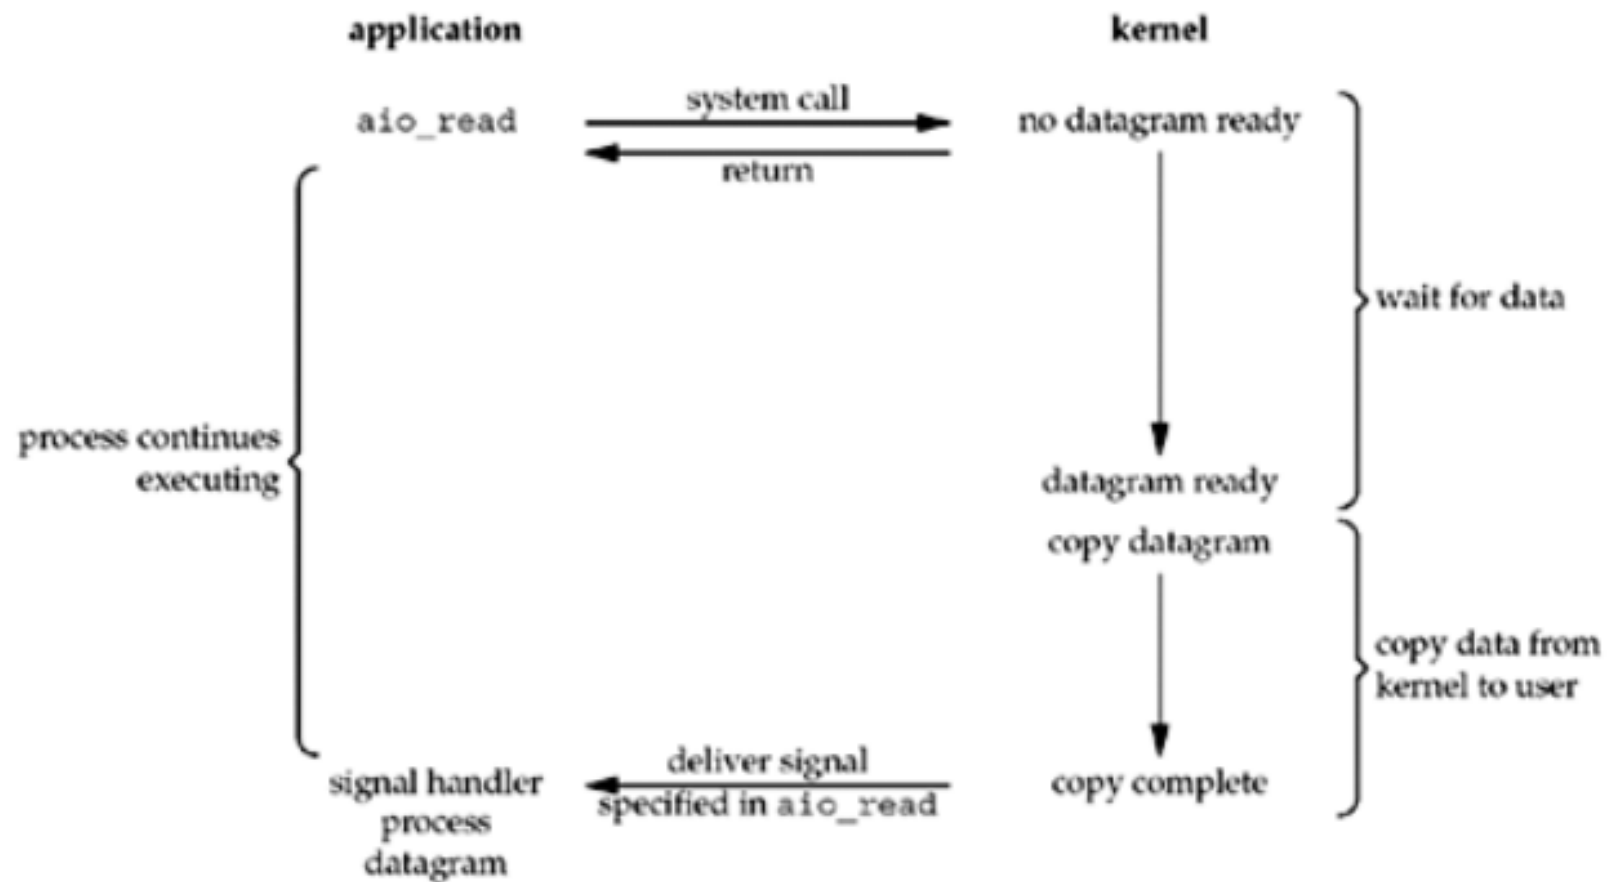 application
kernel
aio_read
system call
no datagram ready
return
wait for data
process continues
executing
datagram ready
copy datagram
copy data from
kernel to user
deliver signal
signal handler
specified in aio_read
copy complete
process
datagram